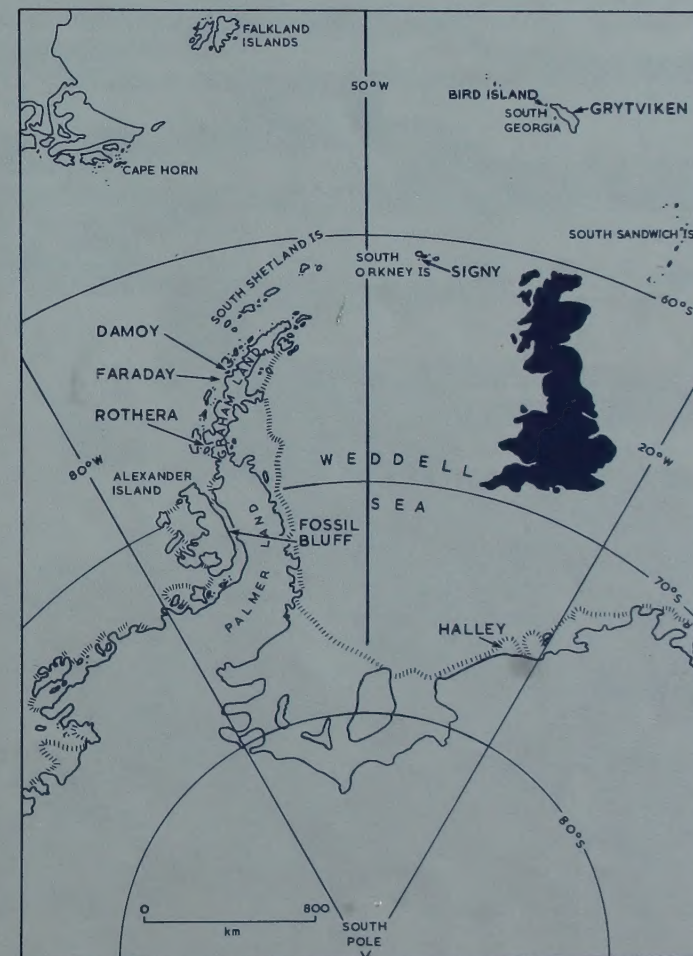 FALKLAND
ISLANDS
50°W
BIRD ISLAND
SOUTH
GEORGIA
GRYTVIKEN
CAPE HORN
SOUTH SHETLAND IS
SOUTH
ORKNEY IS
SIGNY
SOUTH SANDWICH IS
60°S
DAMOY
FARADAY
ROTHERA
GRAHAM LAND
80°W
20°W
WEDDELL
SEA
ALEXANDER
ISLAND
FOSSIL
BLUFF
PALMER LAND
70°S
HALLEY
80°S
0 800
km
SOUTH
POLE